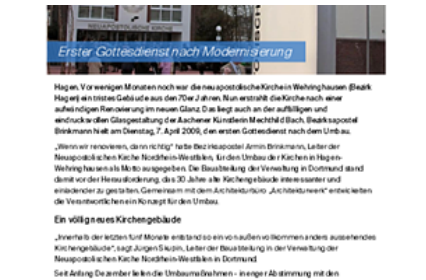 NEUAPOSTOLISCHE KIRCHE
Erster Gottesdienst nach Modernisierung
Hagen. Vor wenigen Monaten noch war die neuapostolische Kirche in Wehringhausen (Bezirk
Hagen) ein tristes Gebäude aus den 70er Jahren. Nun erstrahlt die Kirche nach einer
aufwändigen Renovierung im neuen Glanz. Das liegt auch an der auffälligen und
eindrucksvollen Glasgestaltung der Aachener Künstlerin Mechthild Bach. Bezirksapostel
Brinkmann hielt am Dienstag, 7. April 2009, den ersten Gottesdienst nach dem Umbau.
„Wenn wir renovieren, dann richtig“ hatte Bezirksapostel Armin Brinkmann, Leiter der
Neuapostolischen Kirche Nordrhein-Westfalen, für den Umbau der Kirchen in Hagen-
Wehringhausen als Motto ausgegeben. Die Bauabteilung der Verwaltung in Dortmund stand
damit vor der Herausforderung, das 30 Jahre alte Kirchengebäude interessanter und
einladender zu gestalten. Gemeinsam mit dem Architekturbüro „Architekturwerk“ entwickelten
die Verantwortlichen ein Konzept für den Umbau.
Ein völlig neues Kirchengebäude
„Innerhalb der letzten fünf Monate entstand so ein von außen vollkommen anders aussehendes
Kirchengebäude“, sagt Jürgen Skupin, Leiter der Bauabteilung in der Verwaltung der
Neuapostolischen Kirche Nordrhein-Westfalen in Dortmund.
Seit Anfang Dezember liefen die Umbaumaßnahmen – in enger Abstimmung mit den